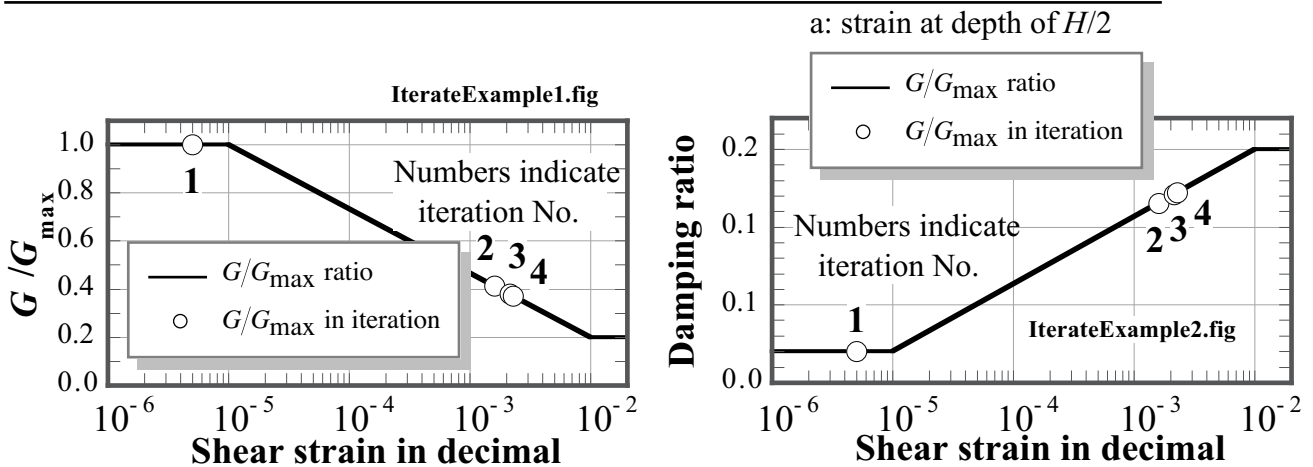 a: strain at depth of H/2
IterateExample1.fig
G/Gmax ratio
G/Gmax in iteration
1.0
0.8
0.6
0.4
0.2
0.0
G /Gmax
1
Numbers indicate
iteration No.
2
3
4
G/Gmax ratio
G/Gmax in iteration
10-6
10-5
10-4
10-3
10-2
Shear strain in decimal
0.2
0.1
0.1
0.0
Damping ratio
Numbers indicate
iteration No.
1
2
3
4
IterateExample2.fig
10-6
10-5
10-4
10-3
10-2
Shear strain in decimal